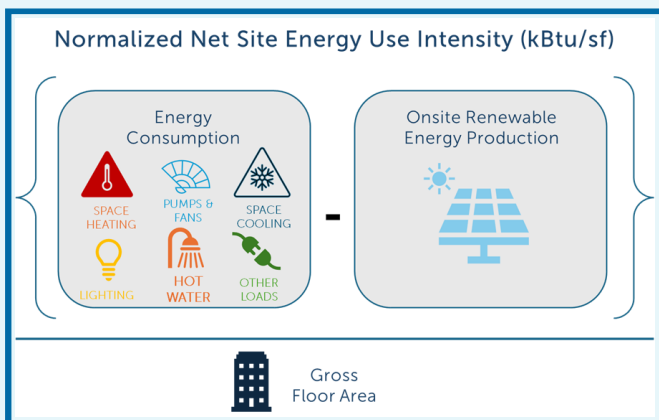 Normalized Net Site Energy Use Intensity (kBtu/sf)
Energy
Consumption
SPACE
HEATING
PUMPS &
FANS
SPACE
COOLING
LIGHTING
HOT
WATER
OTHER
LOADS
-
Onsite Renewable
Energy Production
Gross
Floor Area